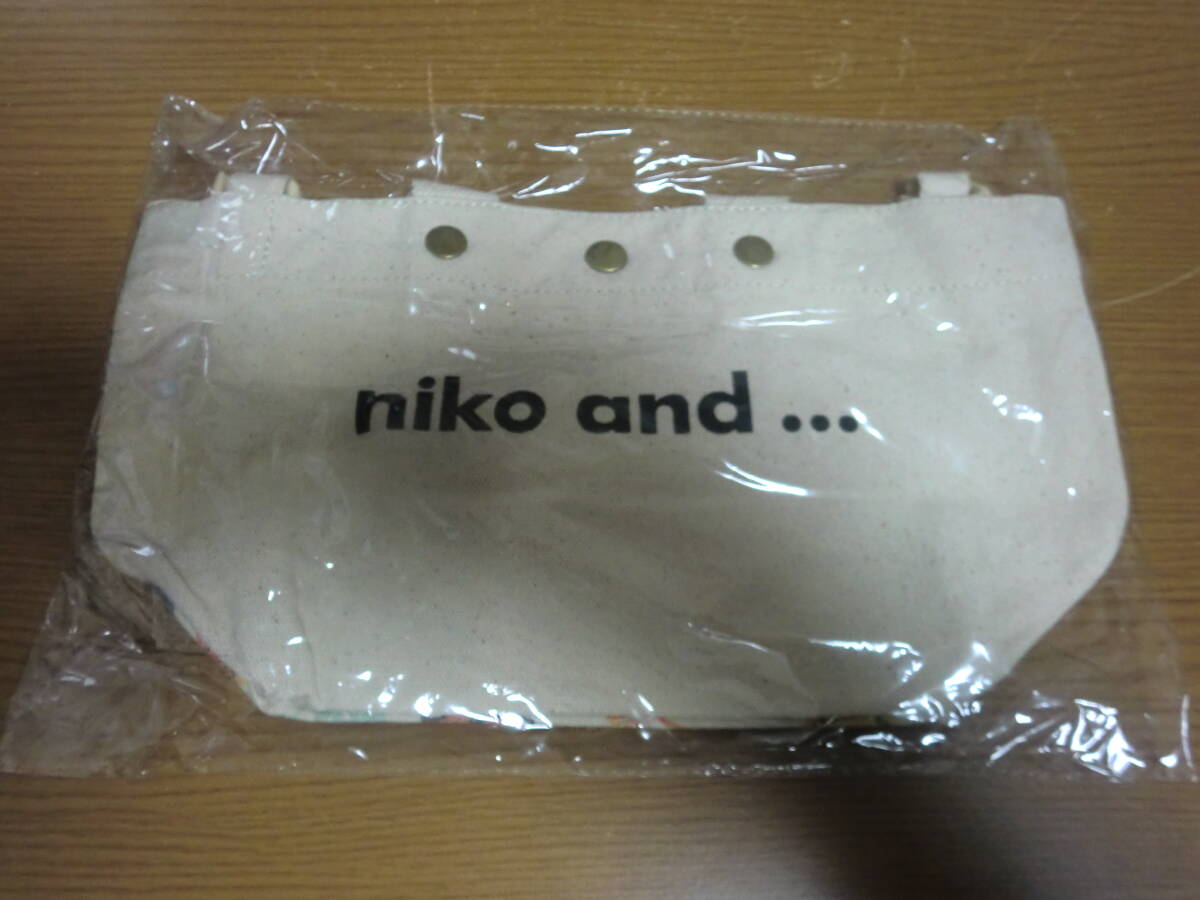 niko and ...